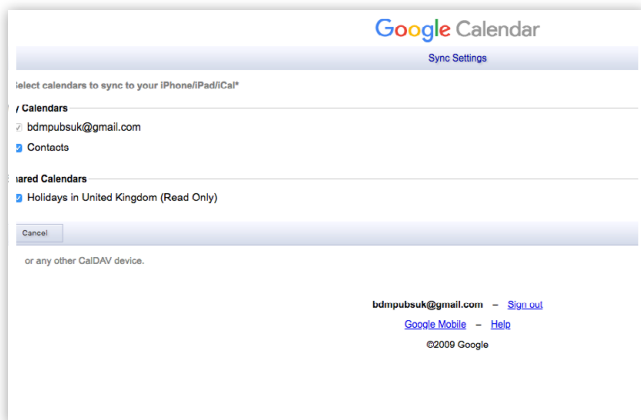 Google Calendar
Sync Settings
elect calendars to sync to your iPhone/iPad/iCal*
y Calendars
bdmpubsuk@gmail.com
Contacts
ared Calendars
Holidays in United Kingdom (Read Only)
Cancel
or any other CalDAV device.
bdmpubsuk@gmail.com – Sign out
Google Mobile – Help
©2009 Google